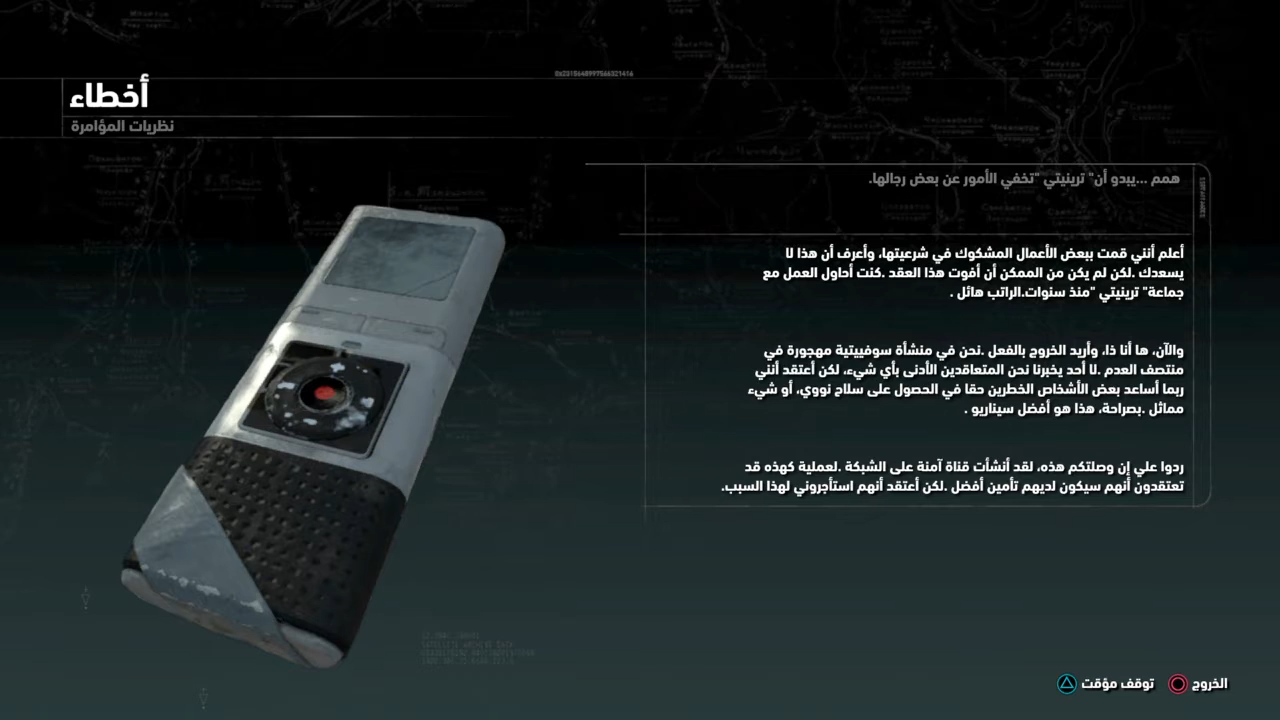 أخطاء
نظريات المؤامرة
همم ...يبدو أن" ترينيتي "تخفي الأمور عن بعض رجالها.
أعلم أنني قمت ببعض الأعمال المشكوك في شرعيتها، وأعرف أن هذا لا
يسعدك .لكن لم يكن من الممكن أن أفوت هذا العقد .كنت أحاول العمل مع
جماعة" ترينيتي "منذ سنوات.الراتب هائل .
والآن، ها أنا ذا، وأريد الخروج بالفعل .نحن في منشأة سوفييتية مهجورة في
منتصف العدم .لا أحد يخبرنا نحن المتعاقدين الأدنى بأي شيء، لكن أعتقد أنني
ربما أساعد بعض الأشخاص الخطرين حقا في الحصول على سلاح نووي، أو شيء
مماثل .بصراحة، هذا هو أفضل سيناريو .
ردوا علي إن وصلتكم هذه، لقد أنشأت قناة آمنة على الشبكة .لعملية كهذه قد
تعتقدون أنهم سيكون لديهم تأمين أفضل .لكن أعتقد أنهم استأجروني لهذا السبب.
توقف مؤقت
الخروج